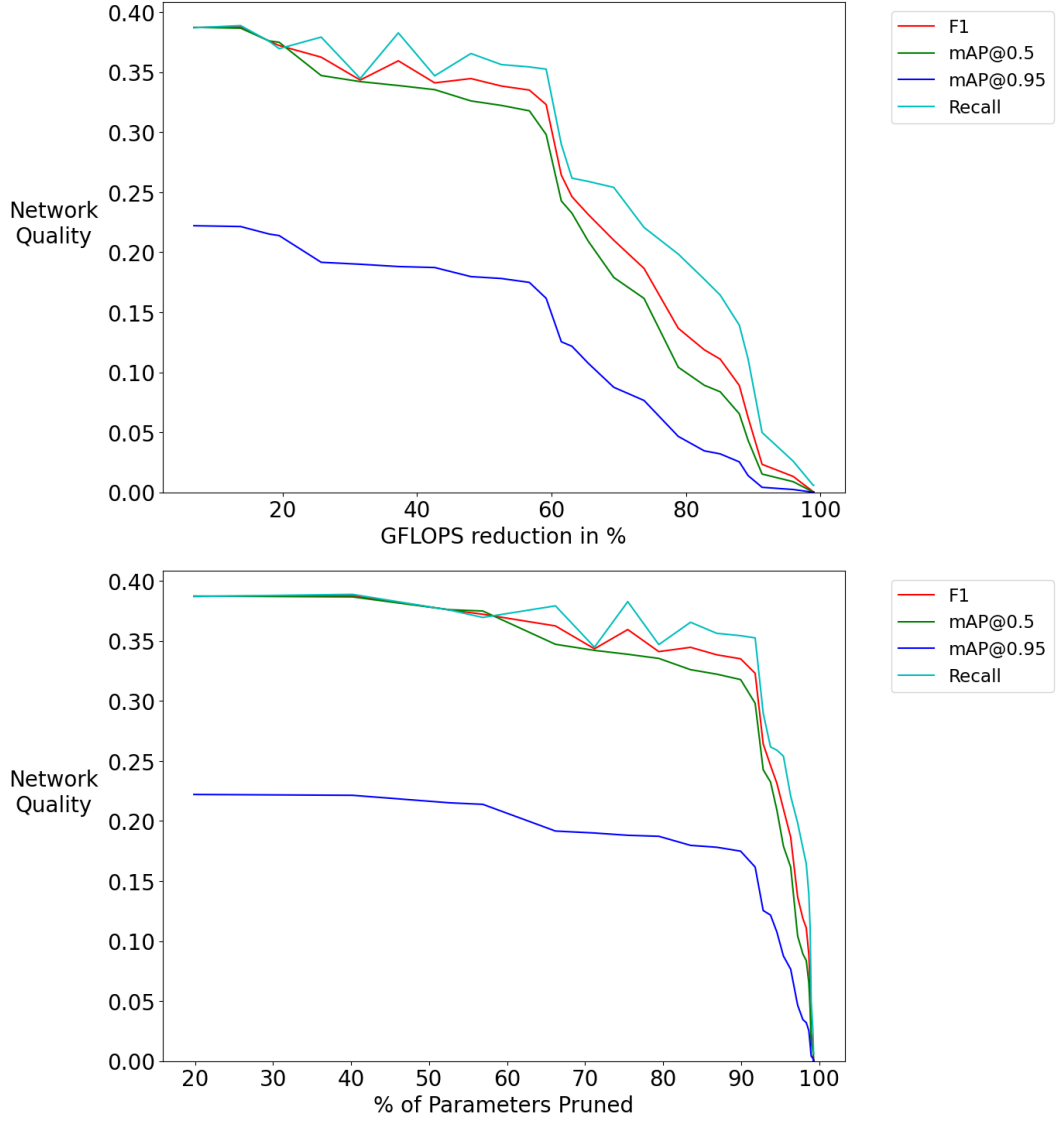 0.40
0.35
0.30
0.25
0.20
0.15
0.10
0.05
0.00
Network
Quality
20
40
60
80
100
GFLOPS reduction in %
F1
mAP@0.5
mAP@0.95
Recall
0.40
0.35
0.30
0.25
0.20
0.15
0.10
0.05
0.00
Network
Quality
20
30
40
50
60
70
80
90
100
% of Parameters Pruned
F1
mAP@0.5
mAP@0.95
Recall